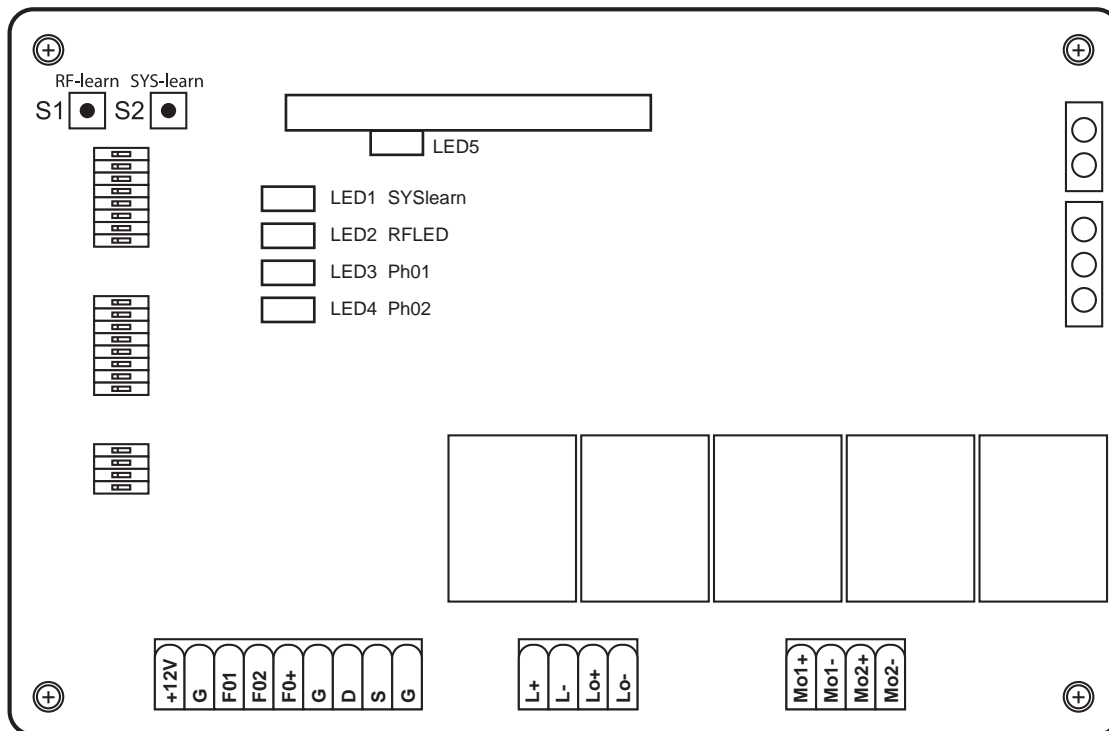 RF-learn SYS-learn
S1 S2
LED5
LED1 SYSlearn
LED2 RFLED
LED3 Ph01
LED4 Ph02
+12V G F01 F02 F0+ G D S G
L+ L- Lo+ Lo-
Mo1+ Mo1- Mo2+ Mo2-